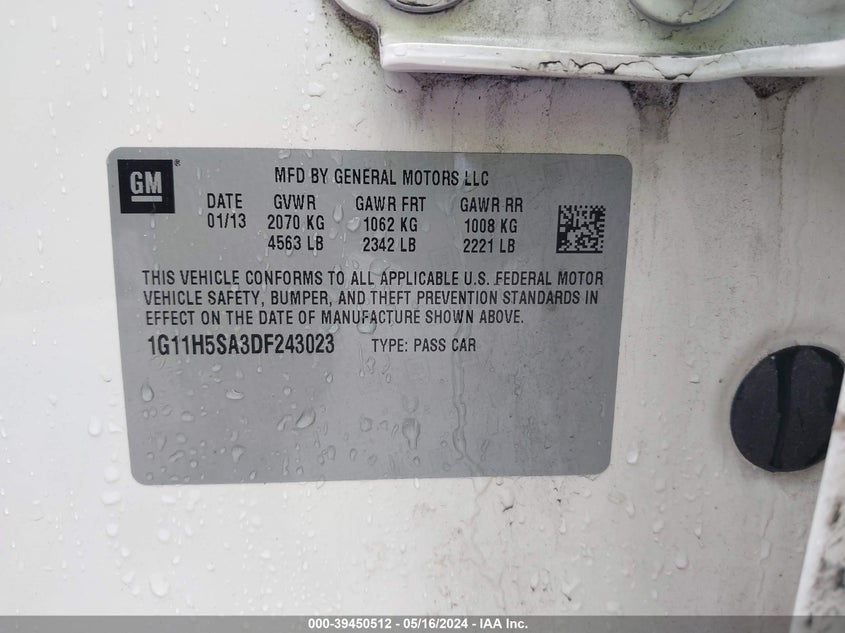 GM
MFD BY GENERAL MOTORS LLC
DATE GVWR GAWR FRT GAWR RR
01/13 2070 KG 1062 KG 1008 KG
4563 LB 2342 LB 2221 LB
THIS VEHICLE CONFORMS TO ALL APPLICABLE U.S. FEDERAL MOTOR
VEHICLE SAFETY, BUMPER, AND THEFT PREVENTION STANDARDS IN
EFFECT ON THE DATE OF MANUFACTURE SHOWN ABOVE.
1G11H5SA3DF243023 TYPE: PASS CAR
000-39450512 - 05/16/2024 - IAA Inc.